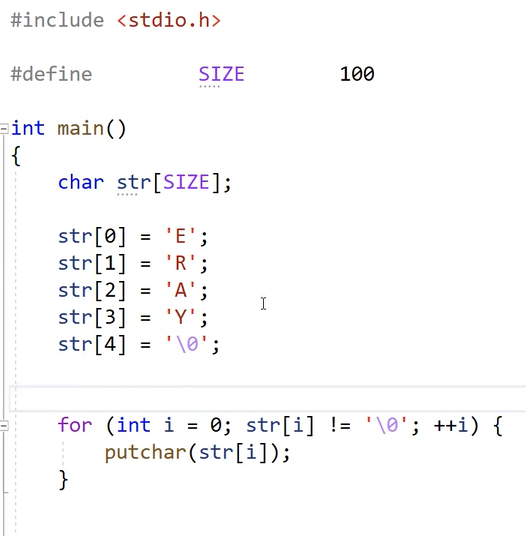 #include <stdio.h>
#define SIZE 100
int main()
{
char str[SIZE];
str[0] = 'E';
str[1] = 'R';
str[2] = 'A';
str[3] = 'Y';
str[4] = '\0';
for (int i = 0; str[i] != '\0'; ++i) {
putchar(str[i]);
}